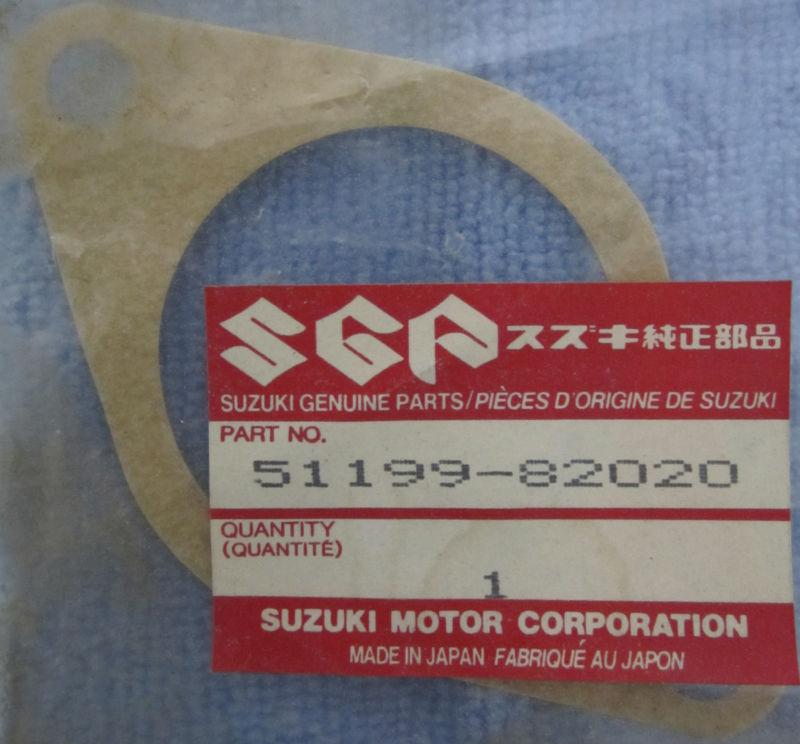 SGP スズキ純正部品
SUZUKI GENUINE PARTS/PIÈCES D'ORIGINE DE SUZUKI
PART NO.
51199-82020
QUANTITY
(QUANTITÉ)
1
SUZUKI MOTOR CORPORATION
MADE IN JAPAN FABRIQUÉ AU JAPON